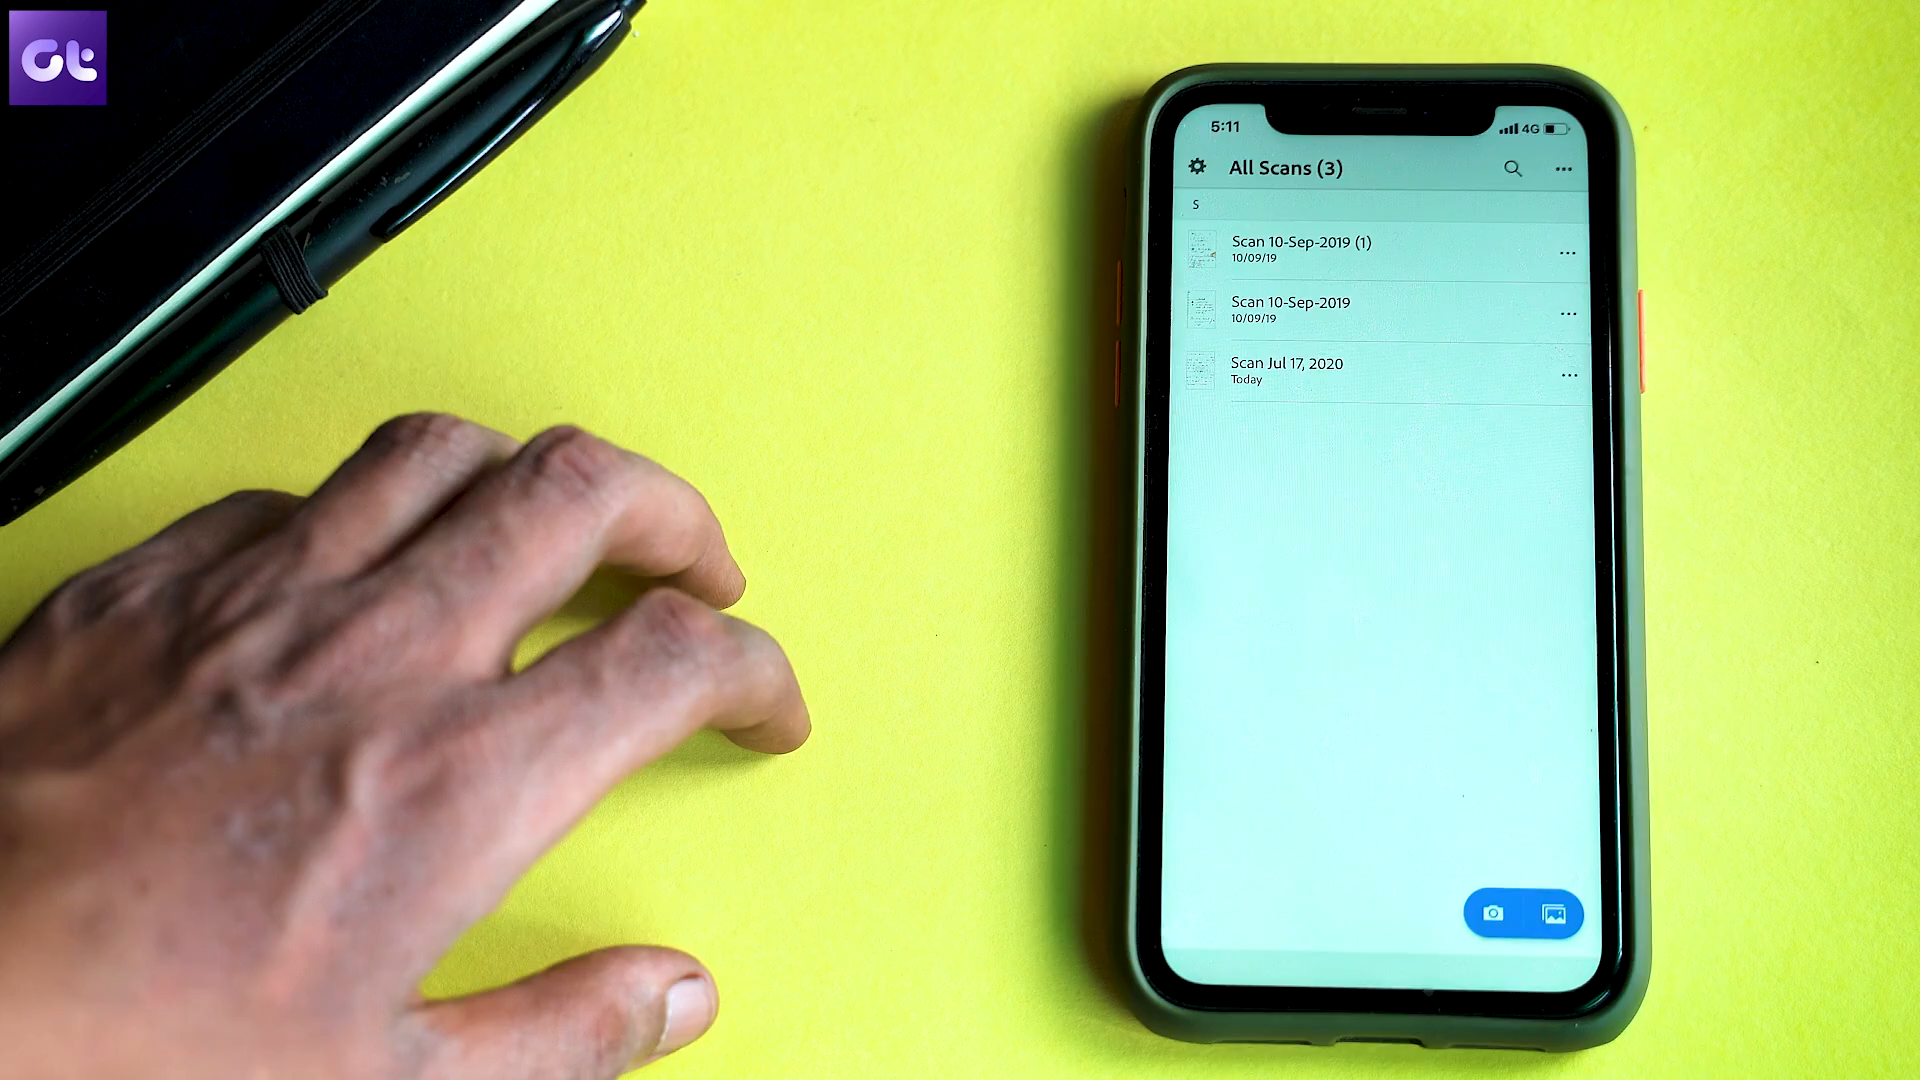 Gt
5:11
4G
All Scans (3)
S
Scan 10-Sep-2019 (1)
10/09/19
Scan 10-Sep-2019
10/09/19
Scan Jul 17, 2020
Today